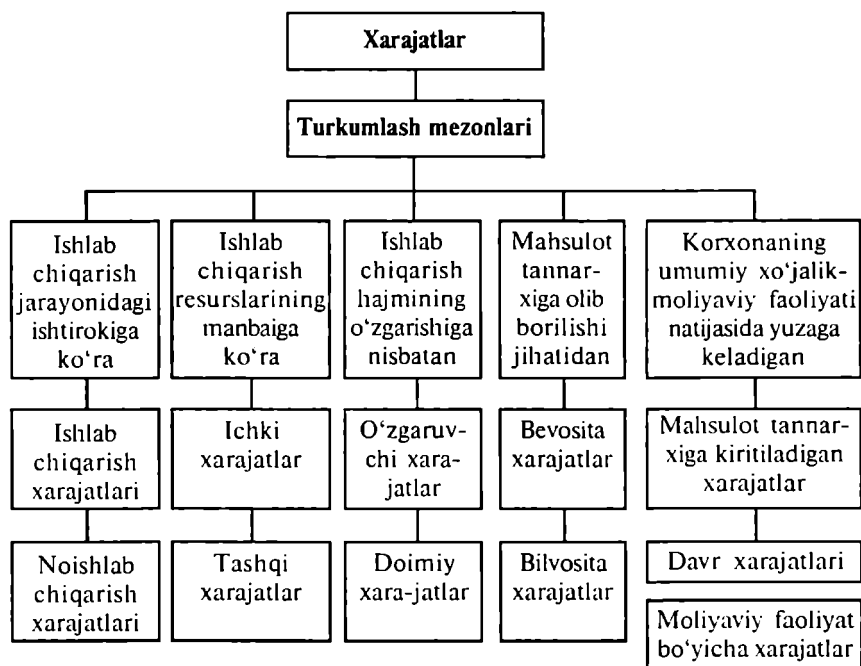 Xarajatlar
Turkumlash mezonlari
Ishlab
chiqarish
jarayonidagi
ishtirokiga
ko‘ra
Ishlab
chiqarish
resurslarining
manbaiga
ko‘ra
Ishlab
chiqarish
hajmining
o‘zgarishiga
nisbatan
Mahsulot
tannar-
xiga olib
borilishi
jihatidan
Korxonaning
umumiy xo‘jalik-
moliyaviy faoliyati
natijasida yuzaga
keladigan
Ishlab
chiqarish
xarajatlari
Ichki
xarajatlar
O‘zgaruv-
chi xara-
jatlar
Bevosita
xarajatlar
Mahsulot tannar-
xiga kiritiladigan
xarajatlar
Noishlab
chiqarish
xarajatlari
Tashqi
xarajatlar
Doimiy
xara-jatlar
Bilvosita
xarajatlar
Davr xarajatlari
Moliyaviy faoliyat
bo‘yicha xarajatlar